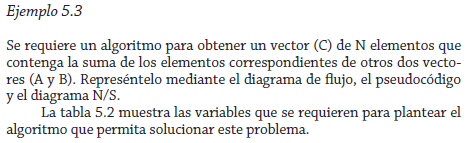 Ejemplo 5.3
Se requiere un algoritmo para obtener un vector (C) de N elementos que
contenga la suma de los elementos correspondientes de otros dos vecto-
res (A y B). Represéntelo mediante el diagrama de flujo, el pseudocódigo
y el diagrama N/S.
La tabla 5.2 muestra las variables que se requieren para plantear el
algoritmo que permita solucionar este problema.